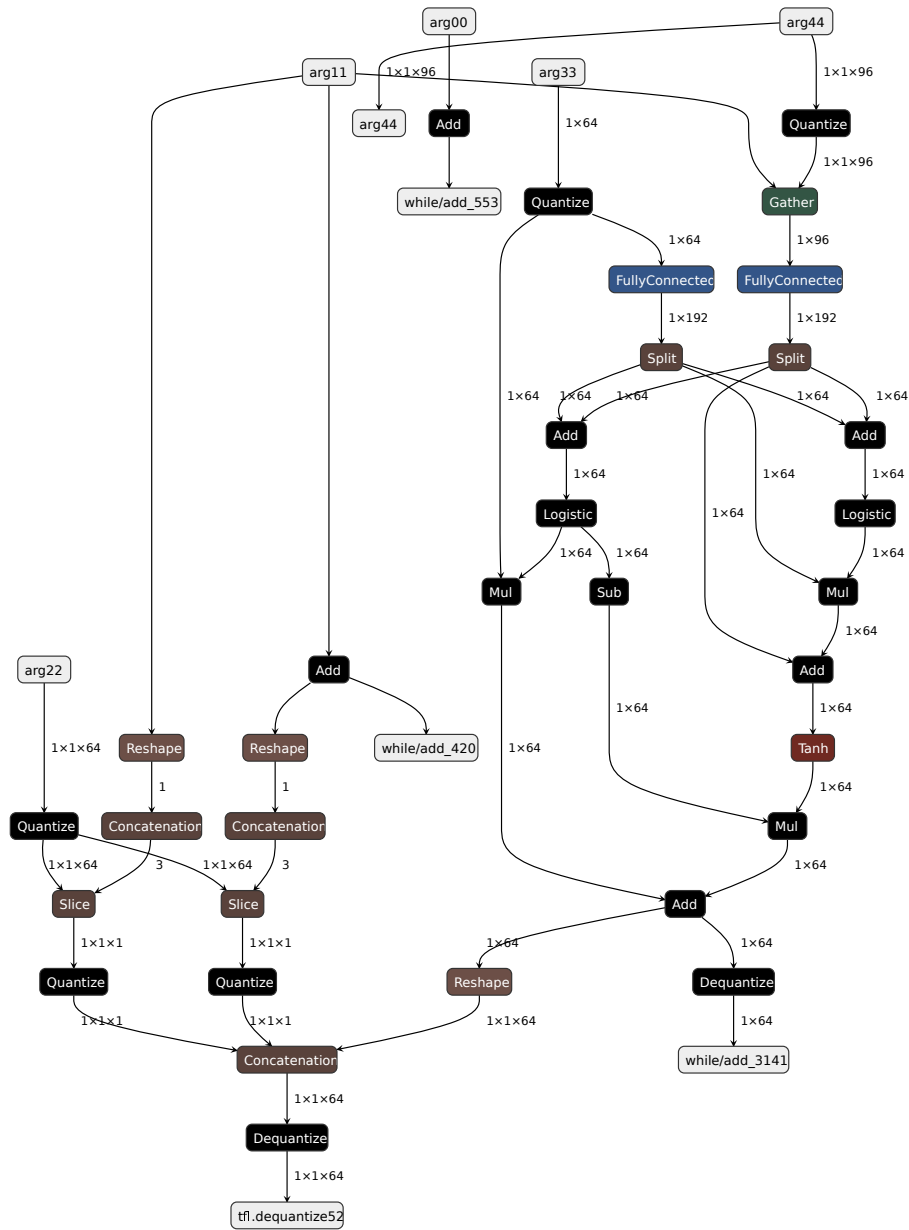 arg00
arg44
arg11
1×1×96
arg33
1×1×96
arg44
Add
1×64
Quantize
1×1×96
while/add_553
Quantize
Gather
1×64
1×96
FullyConnectec
FullyConnectec
1×192
1×192
Split
Split
1×64
1×64
1×64
1×64
1×64
Add
Add
1×64
1×64
1×64
Logistic
1×64
Logistic
1×64
1×64
1×64
Mul
Sub
Mul
1×64
arg22
Add
Add
1×64
1×64
1×1×64
Reshape
Reshape
while/add_420
1×64
Tanh
1
1
1×64
Quantize
Concatenation
Concatenation
Mul
1×1×64
3
1×1×64
3
1×64
Slice
Slice
Add
1×1×1
1×1×1
1×64
1×64
Quantize
Quantize
Reshape
Dequantize
1×1×1
1×1×1
1×1×64
1×64
Concatenation
while/add_3141
1×1×64
Dequantize
1×1×64
tfl.dequantize52